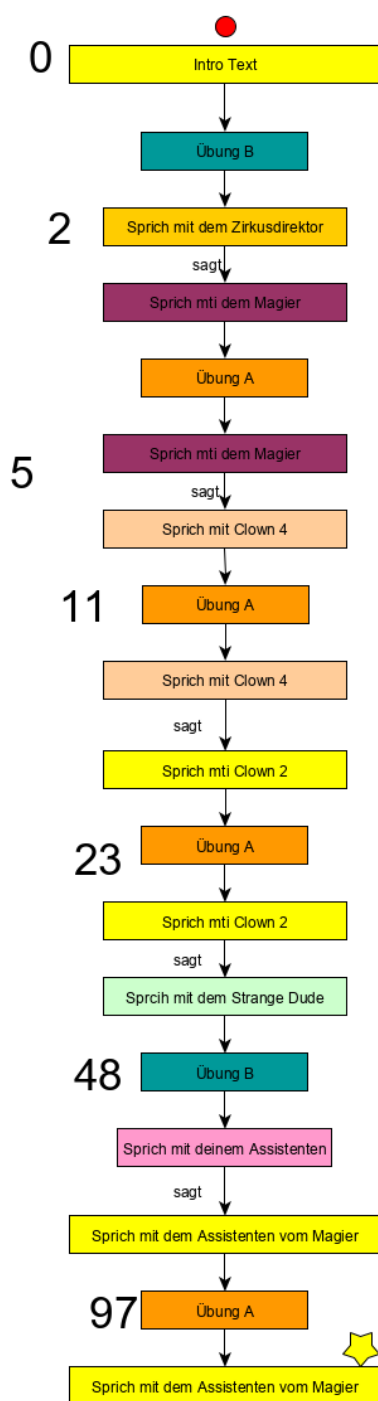 0
Intro Text
Übung B
2
Sprich mit dem Zirkusdirektor
sagt
Sprich mti dem Magier
Übung A
5
Sprich mti dem Magier
sagt
Sprich mit Clown 4
11
Übung A
Sprich mit Clown 4
sagt
Sprich mti Clown 2
23
Übung A
Sprich mti Clown 2
sagt
Sprcih mit dem Strange Dude
48
Übung B
Sprich mit deinem Assistenten
sagt
Sprich mit dem Assistenten vom Magier
97
Übung A
Sprich mit dem Assistenten vom Magier